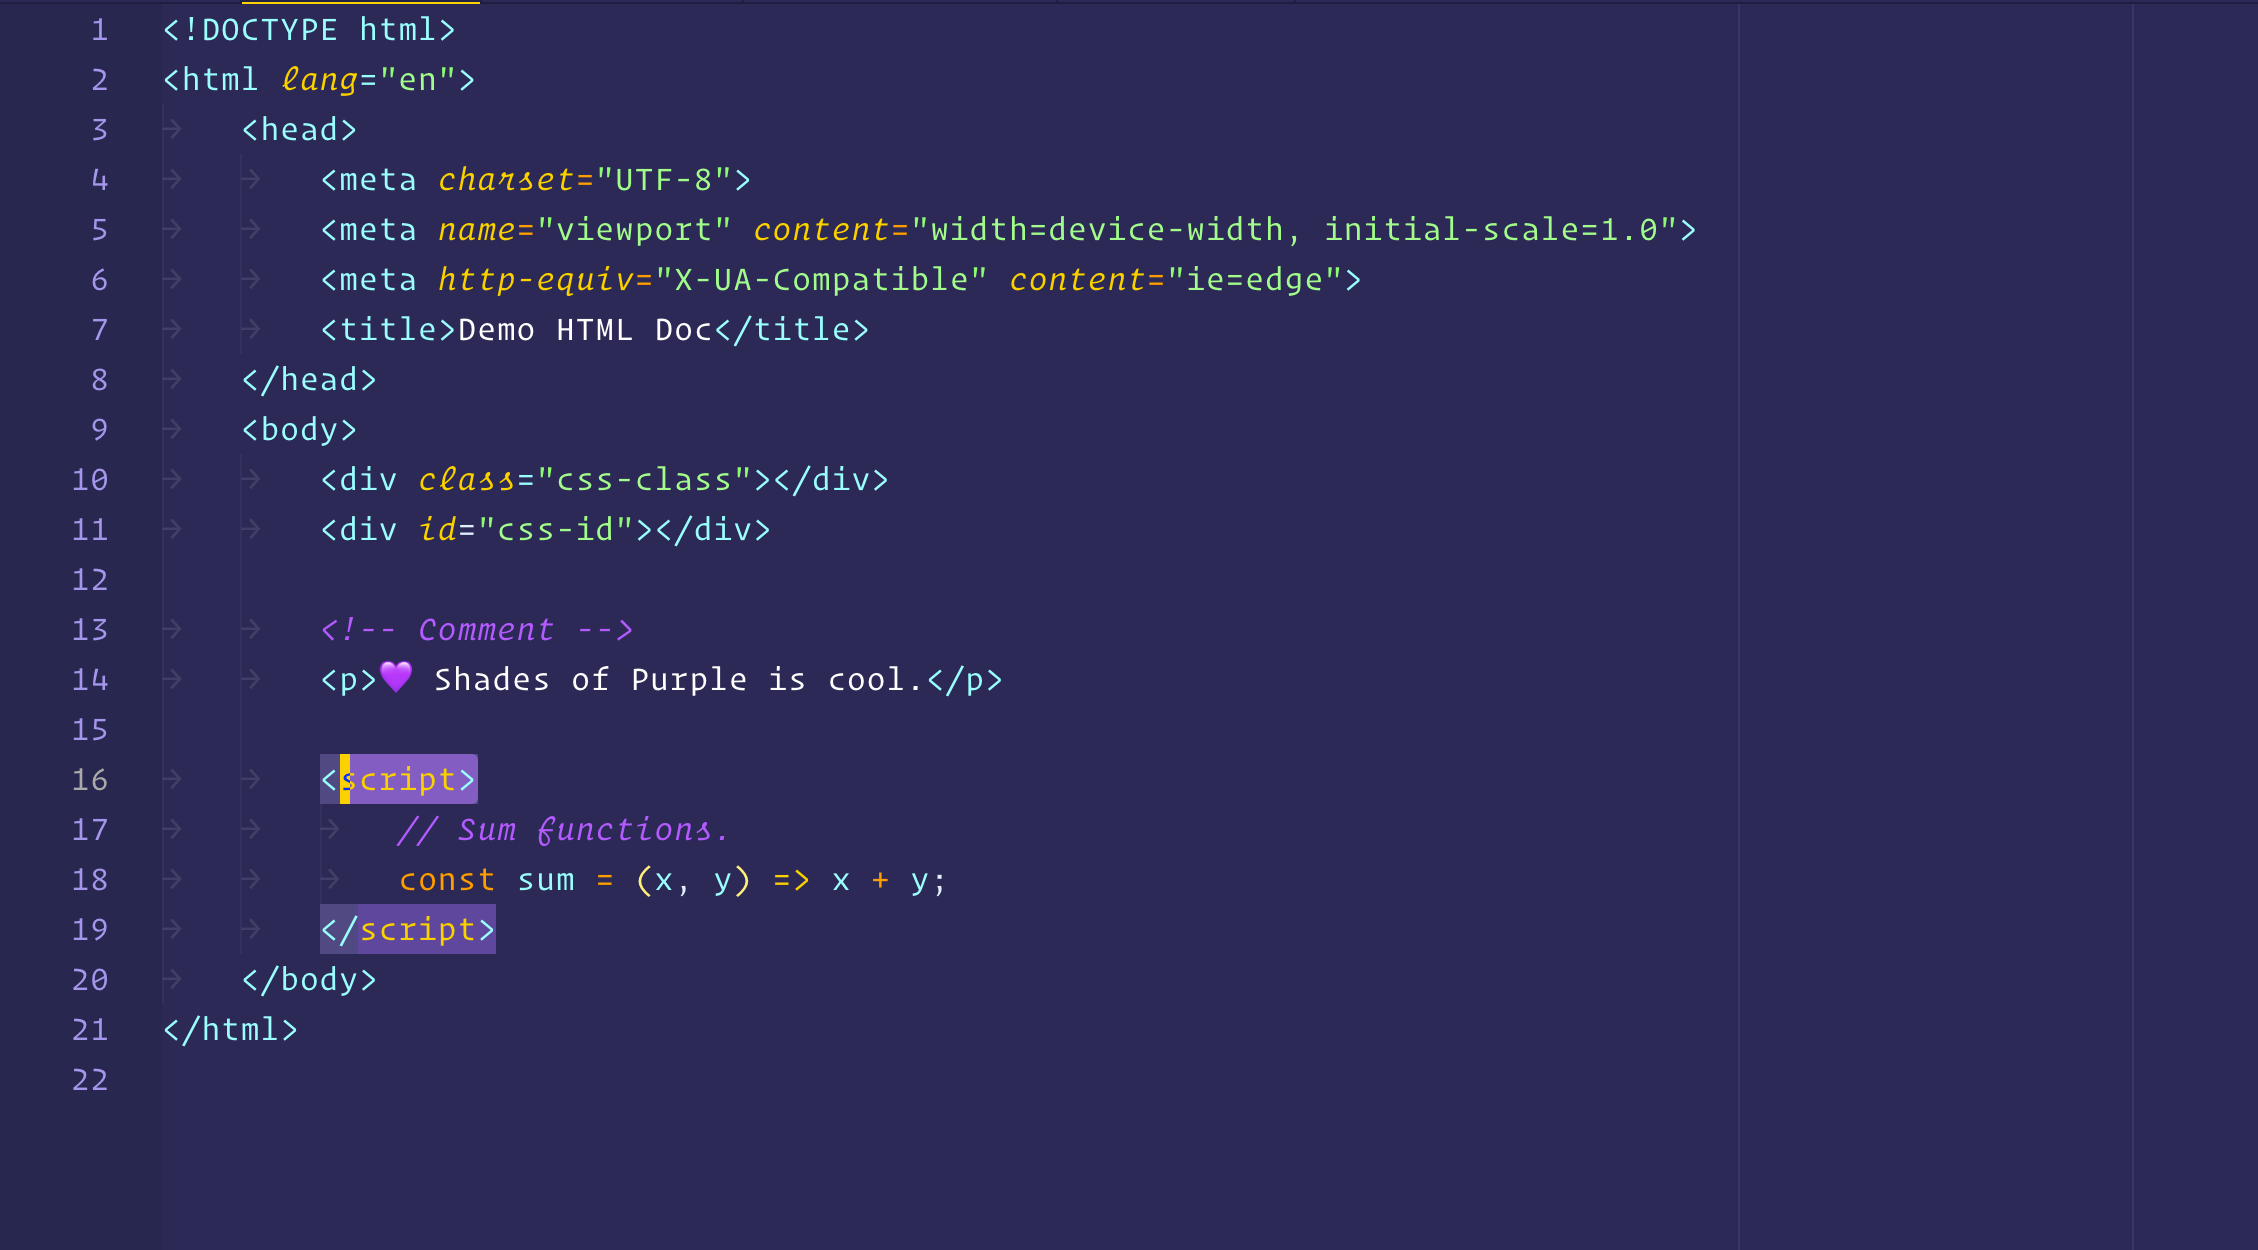 1 <!DOCTYPE html>
2 <html lang="en">
3 <head>
4 <meta charset="UTF-8">
5 <meta name="viewport" content="width=device-width, initial-scale=1.0">
6 <meta http-equiv="X-UA-Compatible" content="ie=edge">
7 <title>Demo HTML Doc</title>
8 </head>
9 <body>
10 <div class="css-class"></div>
11 <div id="css-id"></div>
12
13 <!-- Comment -->
14 <p>💜 Shades of Purple is cool.</p>
15
16 <script>
17 // Sum functions.
18 const sum = (x, y) => x + y;
19 </script>
20 </body>
21 </html>
22